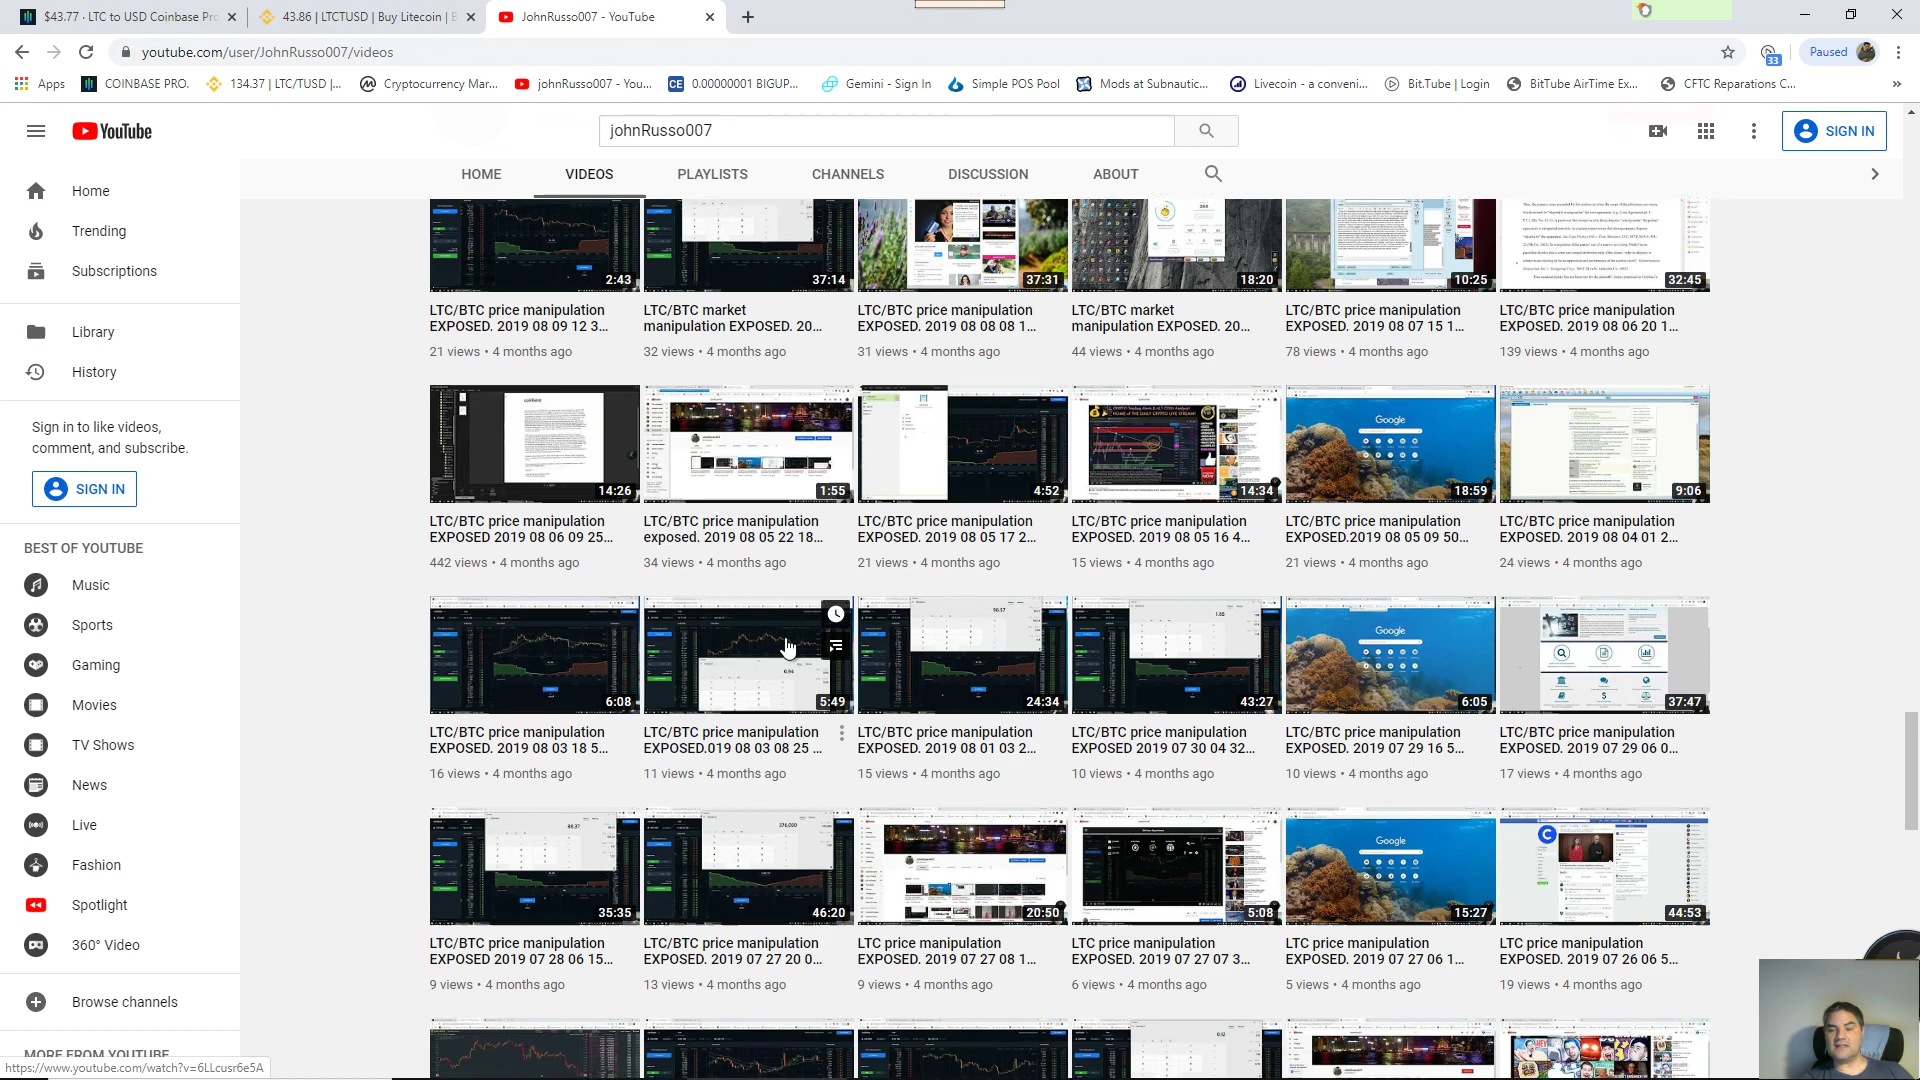 $43.77 · LTC to USD Coinbase Pro
43.86 | LTCTUSD | Buy Litecoin | B
JohnRusso007 - YouTube
youtube.com/user/JohnRusso007/videos
33
Paused
Apps
COINBASE PRO.
134.37 | LTC/TUSD |...
Cryptocurrency Mar...
johnRusso007 - You...
CE
0.00000001 BIGUP...
Gemini - Sign In
Simple POS Pool
Mods at Subnautic...
Livecoin - a conveni...
Bit.Tube | Login
BitTube AirTime Ex...
CFTC Reparations C...
YouTube
johnRusso007
SIGN IN
HOME
VIDEOS
PLAYLISTS
CHANNELS
DISCUSSION
ABOUT
Home
Trending
Subscriptions
Library
History
Sign in to like videos,
comment, and subscribe.
SIGN IN
BEST OF YOUTUBE
Music
Sports
Gaming
Movies
TV Shows
News
Live
Fashion
Spotlight
360° Video
Browse channels
MORE FROM YOUTUBE
https://www.youtube.com/watch?v=6LLcusr6e5A
2:43
LTC/BTC price manipulation
EXPOSED. 2019 08 09 12 3...
21 views • 4 months ago
37:14
LTC/BTC market
manipulation EXPOSED. 20...
32 views • 4 months ago
37:31
LTC/BTC price manipulation
EXPOSED. 2019 08 08 08 1...
31 views • 4 months ago
18:20
LTC/BTC market
manipulation EXPOSED. 20...
44 views • 4 months ago
10:25
LTC/BTC price manipulation
EXPOSED. 2019 08 07 15 1...
78 views • 4 months ago
32:45
LTC/BTC price manipulation
EXPOSED. 2019 08 06 20 1...
139 views • 4 months ago
coinbase
14:26
LTC/BTC price manipulation
EXPOSED 2019 08 06 09 25...
442 views • 4 months ago
1:55
LTC/BTC price manipulation
exposed. 2019 08 05 22 18...
34 views • 4 months ago
4:52
LTC/BTC price manipulation
EXPOSED. 2019 08 05 17 2...
21 views • 4 months ago
14:34
LTC/BTC price manipulation
EXPOSED. 2019 08 05 16 4...
15 views • 4 months ago
Google
18:59
LTC/BTC price manipulation
EXPOSED.2019 08 05 09 50...
21 views • 4 months ago
9:06
LTC/BTC price manipulation
EXPOSED. 2019 08 04 01 2...
24 views • 4 months ago
6:08
LTC/BTC price manipulation
EXPOSED. 2019 08 03 18 5...
16 views • 4 months ago
5:49
LTC/BTC price manipulation
EXPOSED.019 08 03 08 25 ...
11 views • 4 months ago
96.57
24:34
LTC/BTC price manipulation
EXPOSED. 2019 08 01 03 2...
15 views • 4 months ago
43:27
LTC/BTC price manipulation
EXPOSED 2019 07 30 04 32...
10 views • 4 months ago
Google
6:05
LTC/BTC price manipulation
EXPOSED. 2019 07 29 16 5...
10 views • 4 months ago
37:47
LTC/BTC price manipulation
EXPOSED. 2019 07 29 06 0...
17 views • 4 months ago
35:35
LTC/BTC price manipulation
EXPOSED 2019 07 28 06 15...
9 views • 4 months ago
46:20
LTC/BTC price manipulation
EXPOSED. 2019 07 27 20 0...
13 views • 4 months ago
20:50
LTC price manipulation
EXPOSED. 2019 07 27 08 1...
9 views • 4 months ago
5:08
LTC price manipulation
EXPOSED. 2019 07 27 07 3...
6 views • 4 months ago
Google
15:27
LTC price manipulation
EXPOSED. 2019 07 27 06 1...
5 views • 4 months ago
44:53
LTC price manipulation
EXPOSED. 2019 07 26 06 5...
19 views • 4 months ago